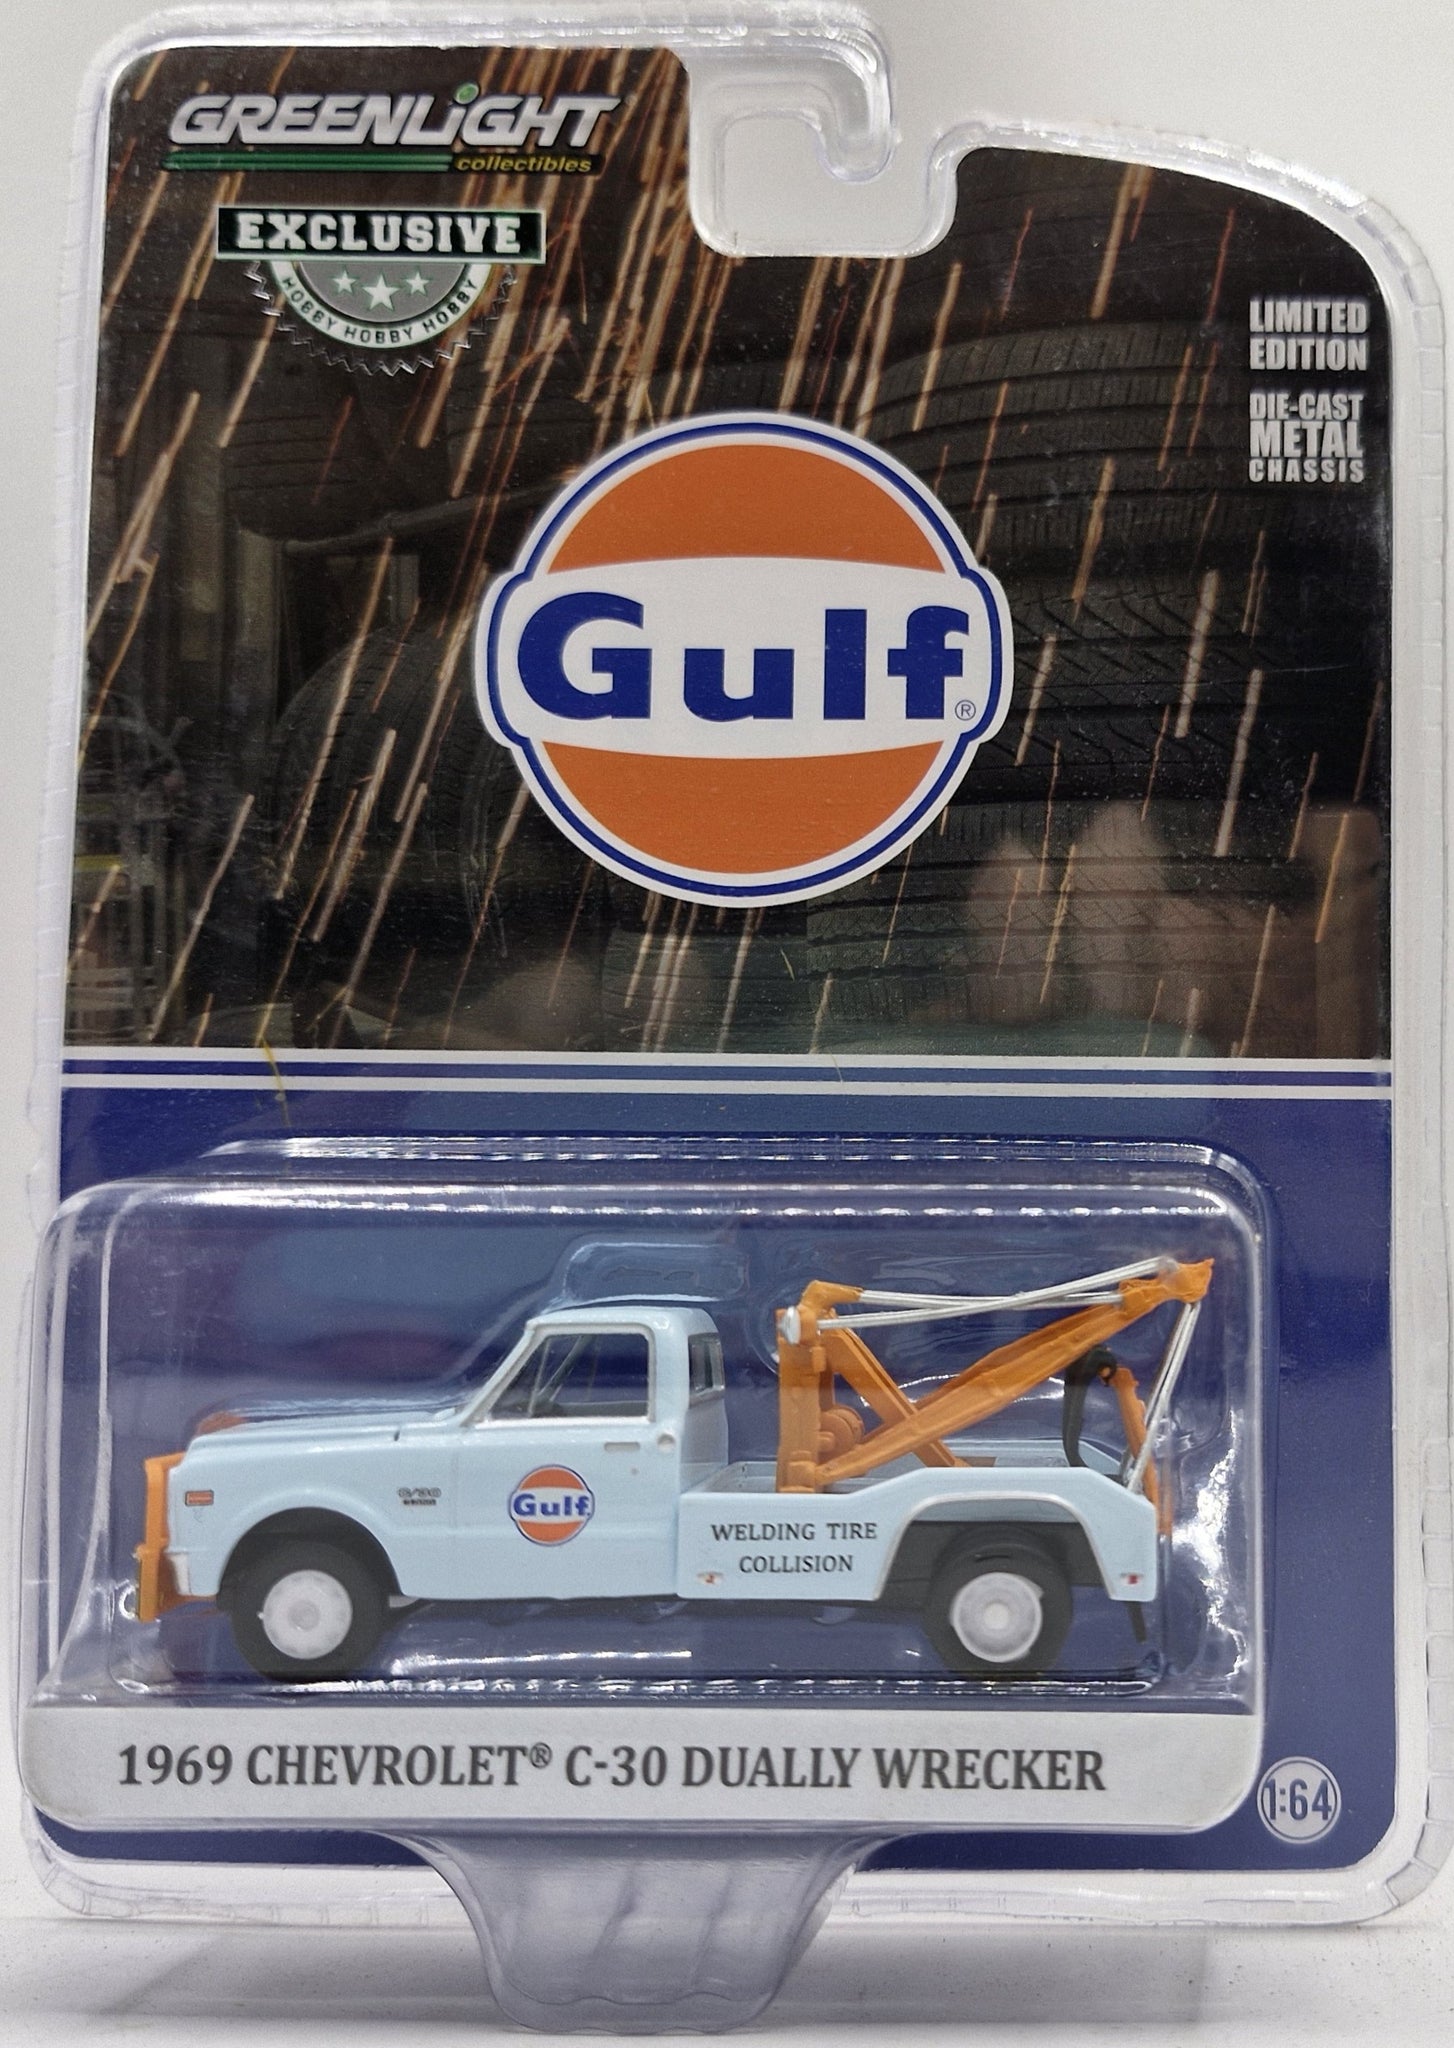 GREENLiGHT
collectibles
EXCLUSIVE
HOBBY HOBBY HOBBY
LIMITED
EDITION
DIE-CAST
METAL
CHASSIS
Gulf®
Gulf
WELDING TIRE
COLLISION
1969 CHEVROLET® C-30 DUALLY WRECKER
1:64